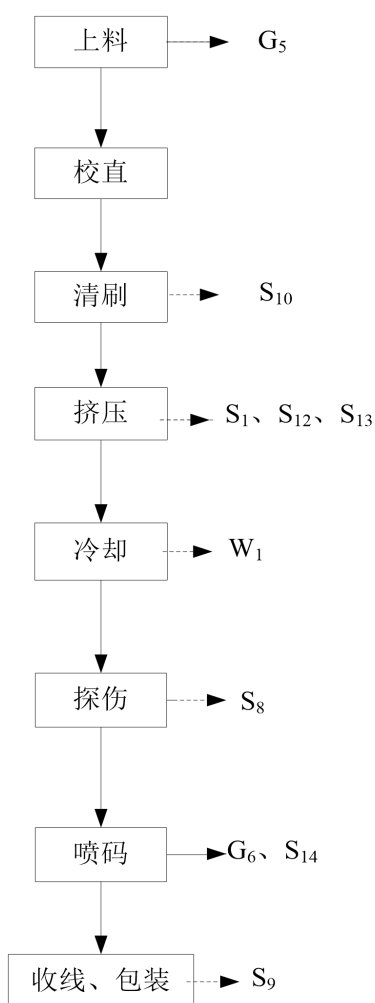 上料 G₅
校直
清刷 S₁₀
挤压 S₁、S₁₂、S₁₃
冷却 W₁
探伤 S₈
喷码 G₆、S₁₄
收线、包装 S₉